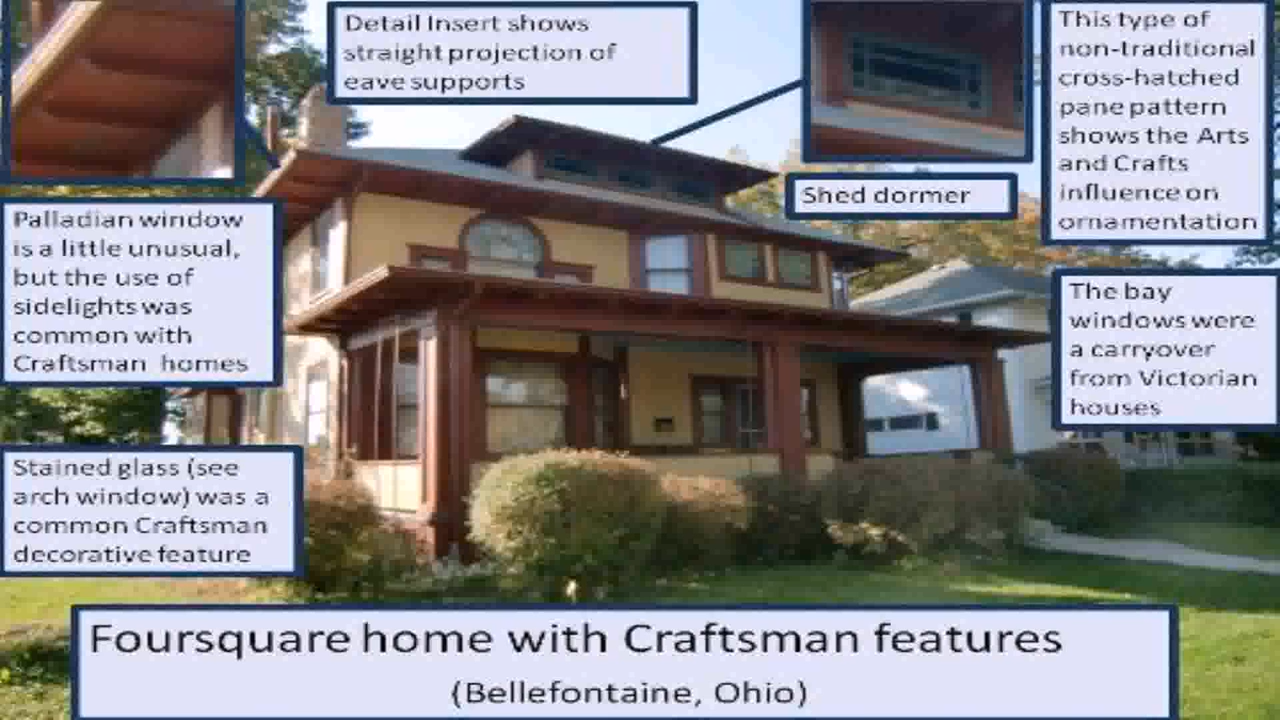 Detail Insert shows
straight projection of
eave supports
This type of
non-traditional
cross-hatched
pane pattern
shows the Arts
and Crafts
influence on
ornamentation
Shed dormer
Palladian window
is a little unusual,
but the use of
sidelights was
common with
Craftsman homes
The bay
windows were
a carryover
from Victorian
houses
Stained glass (see
arch window) was a
common Craftsman
decorative feature
Foursquare home with Craftsman features
(Bellefontaine, Ohio)